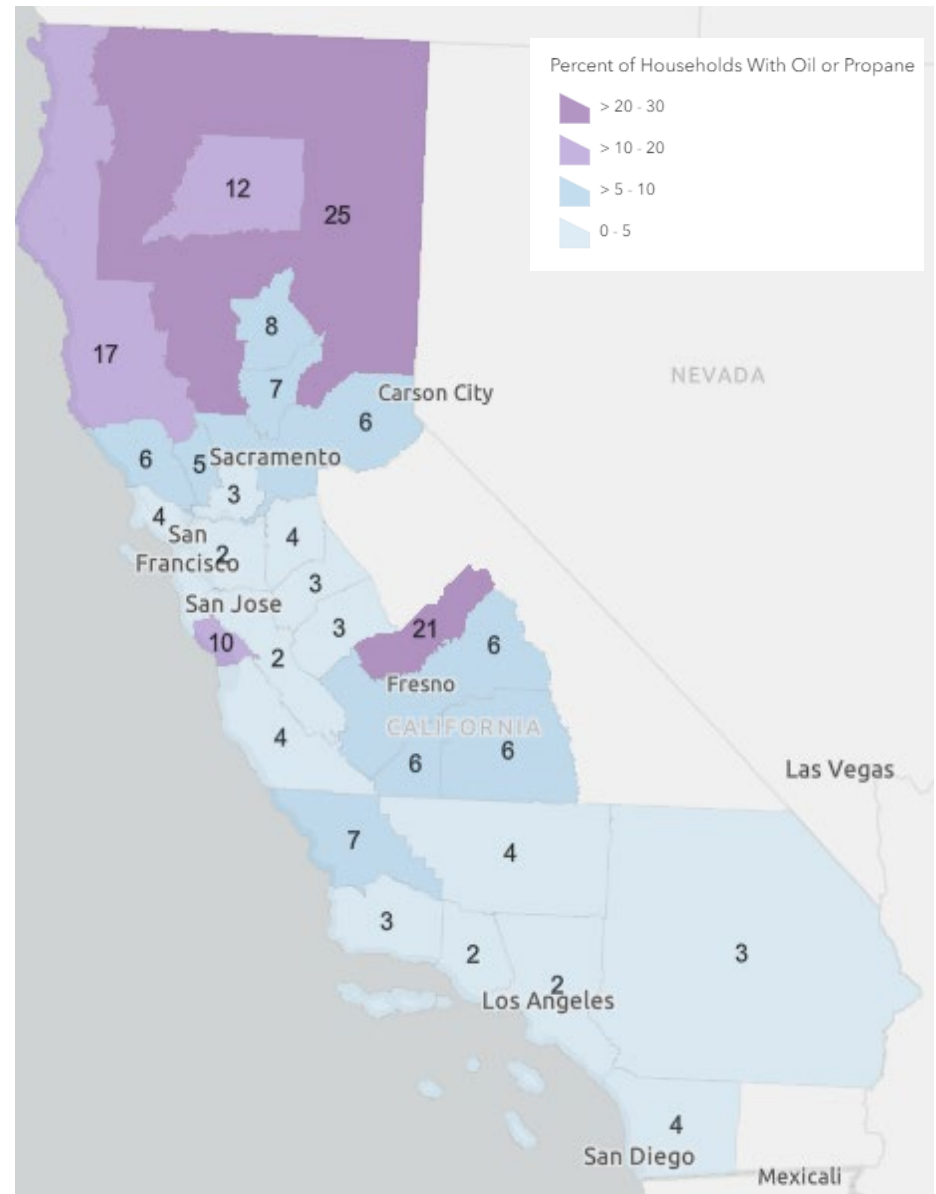 Percent of Households With Oil or Propane
> 20 - 30
> 10 - 20
> 5 - 10
0 - 5
12
25
8
17
NEVADA
7
Carson City
6
6
5
Sacramento
3
4
San
Francisco
2
4
3
San Jose
10
2
3
21
6
Fresno
CALIFORNIA
4
6
6
Las Vegas
7
4
3
2
2
Los Angeles
3
4
San Diego
Mexicali